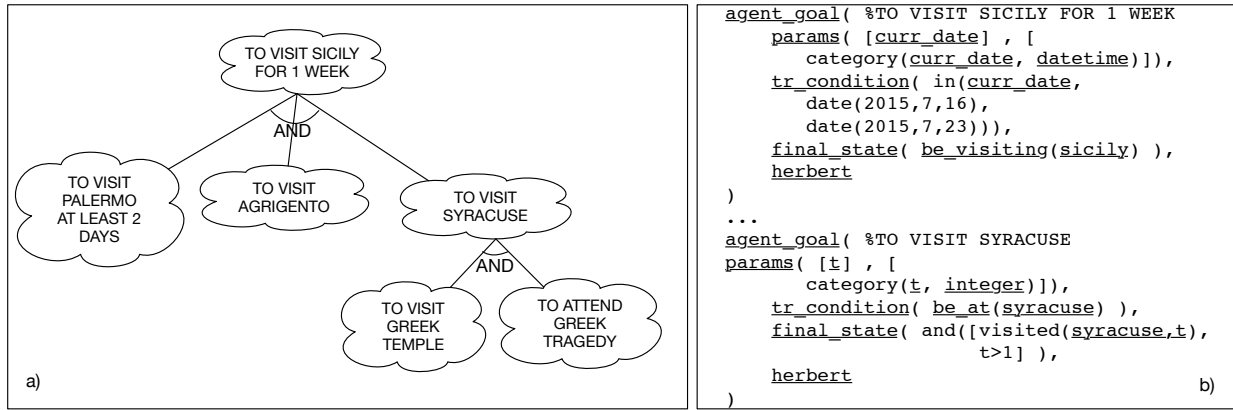 TO VISIT SICILY
FOR 1 WEEK
AND
TO VISIT
PALERMO
AT LEAST 2
DAYS
TO VISIT
AGRIGENTO
TO VISIT
SYRACUSE
AND
TO VISIT
GREEK
TEMPLE
TO ATTEND
GREEK
TRAGEDY
a)
agent_goal( %TO VISIT SICILY FOR 1 WEEK
params( [curr_date] , [
category(curr_date, datetime)]),
tr_condition( in(curr_date,
date(2015,7,16),
date(2015,7,23))),
final_state( be_visiting(sicily) ),
herbert
)
...
agent_goal( %TO VISIT SYRACUSE
params( [t] , [
category(t, integer)]),
tr_condition( be_at(syracuse) ),
final_state( and([visited(syracuse,t),
t>1] ),
herbert
)
b)